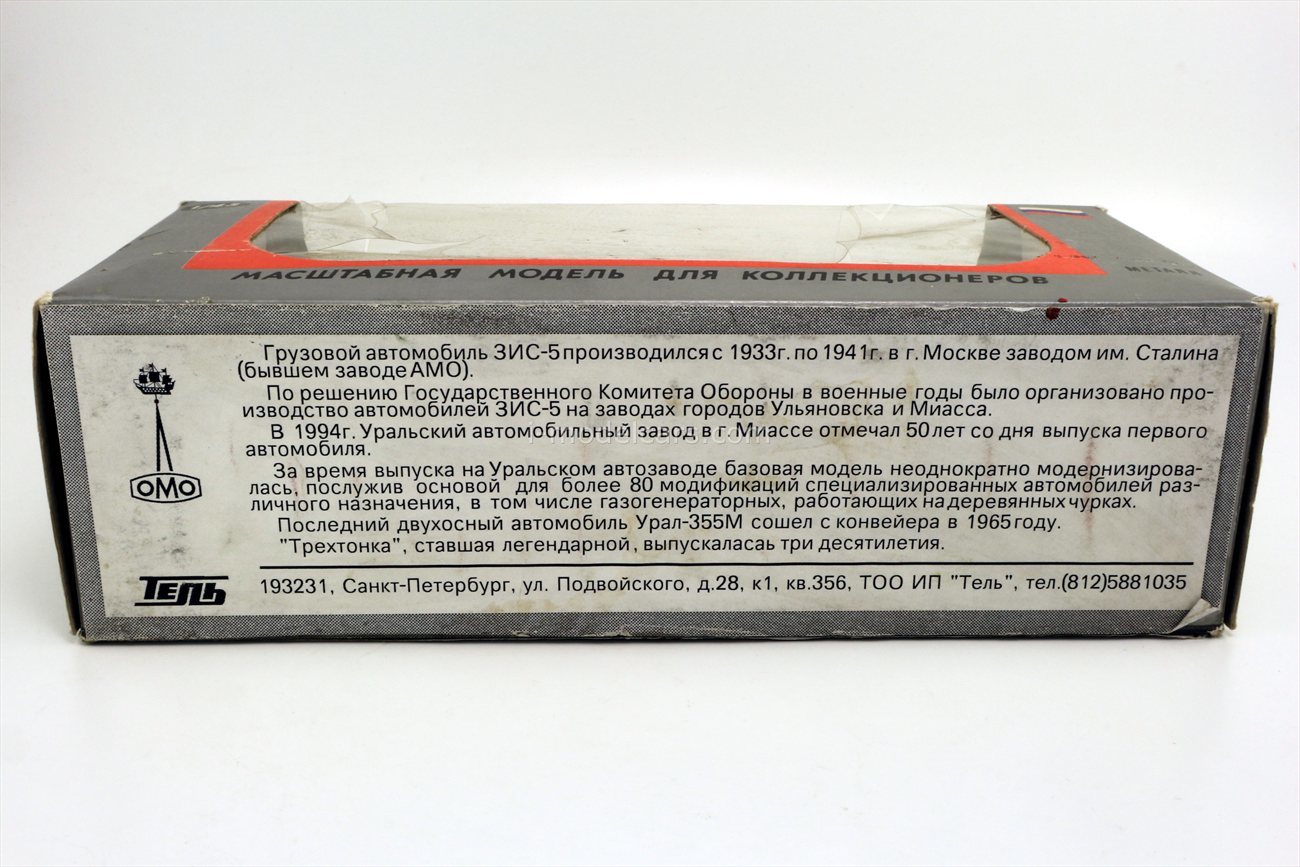 1:43
МАСШТАБНАЯ МОДЕЛЬ ДЛЯ КОЛЛЕКЦИОНЕРОВ
МЕТАЛЛ
Грузовой автомобиль ЗИС-5 производился с 1933г. по 1941г. в г. Москве заводом им. Сталина
(бывшем заводе АМО).
По решению Государственного Комитета Обороны в военные годы было организовано про-
изводство автомобилей ЗИС-5 на заводах городов Ульяновска и Миасса.
В 1994г. Уральский автомобильный завод в г. Миассе отмечал 50 лет со дня выпуска первого
автомобиля.
За время выпуска на Уральском автозаводе базовая модель неоднократно модернизирова-
лась, послужив основой для более 80 модификаций специализированных автомобилей раз-
личного назначения, в том числе газогенераторных, работающих на деревянных чурках.
Последний двухосный автомобиль Урал-355М сошел с конвейера в 1965 году.
"Трехтонка", ставшая легендарной, выпускаласаь три десятилетия.
ОМО
ТЕЛЬ
193231, Санкт-Петербург, ул. Подвойского, д.28, к1, кв.356, ТОО ИП "Тель", тел.(812)5881035